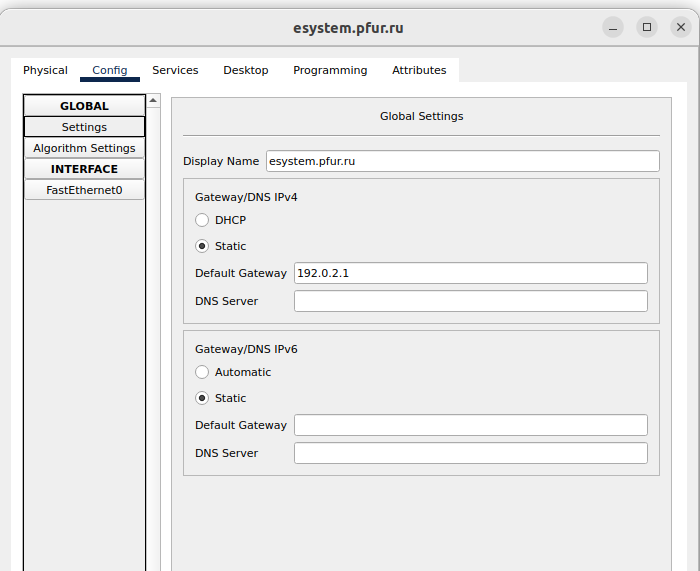 esystem.pfur.ru
Physical Config Services Desktop Programming Attributes
GLOBAL
Settings
Algorithm Settings
INTERFACE
FastEthernet0
Global Settings
Display Name esystem.pfur.ru
Gateway/DNS IPv4
DHCP
Static
Default Gateway 192.0.2.1
DNS Server
Gateway/DNS IPv6
Automatic
Static
Default Gateway
DNS Server